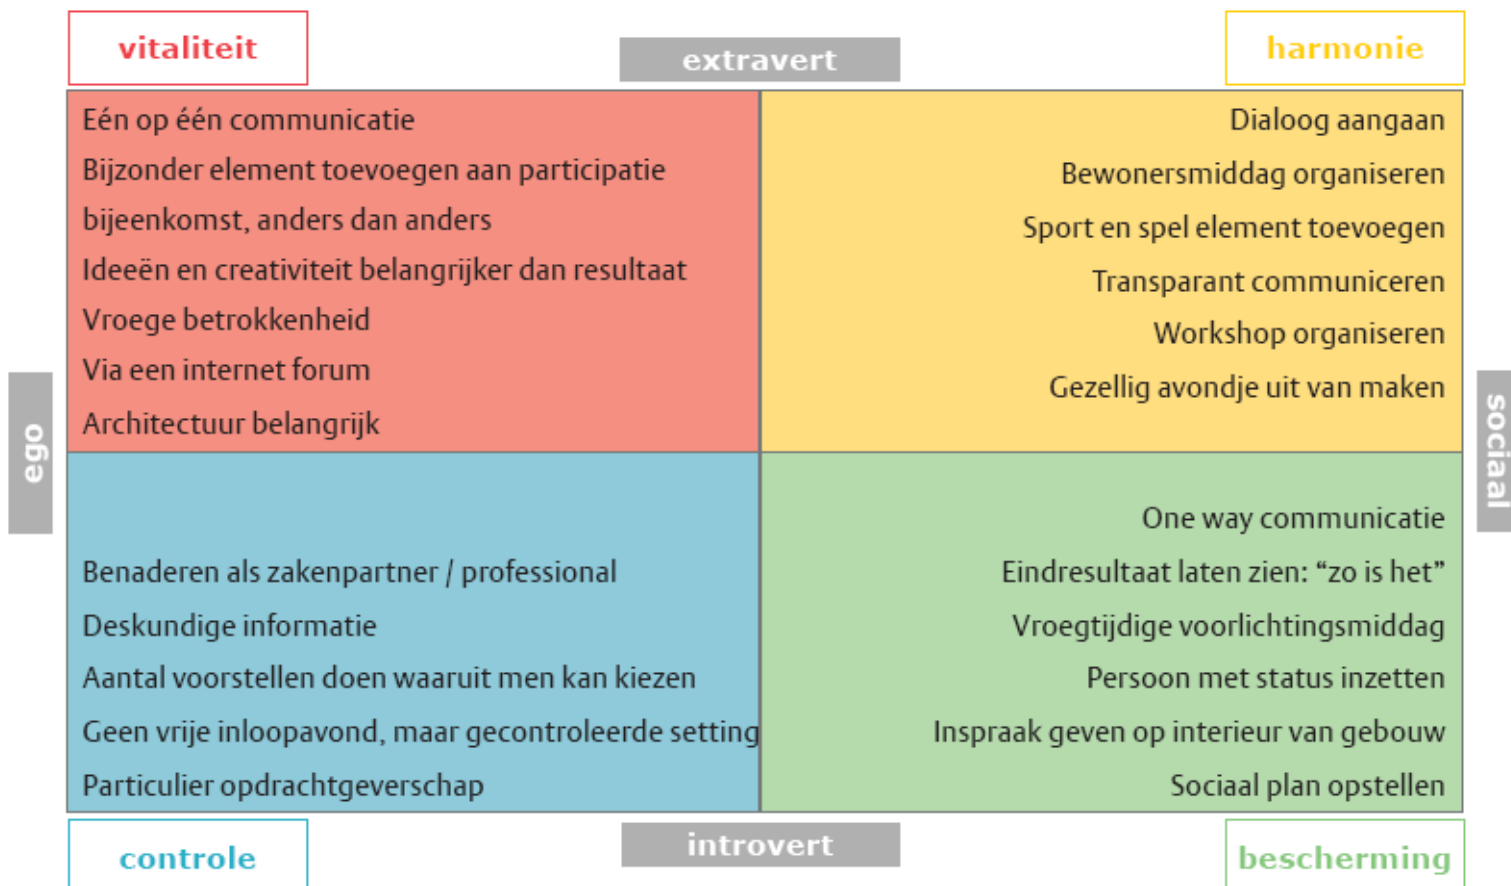 vitaliteit
extravert
harmonie
Eén op één communicatie
Bijzonder element toevoegen aan participatie
bijeenkomst, anders dan anders
Ideeën en creativiteit belangrijker dan resultaat
Vroege betrokkenheid
Via een internet forum
Architectuur belangrijk
Dialoog aangaan
Bewonersmiddag organiseren
Sport en spel element toevoegen
Transparant communiceren
Workshop organiseren
Gezellig avondje uit van maken
ego
sociaal
Benaderen als zakenpartner / professional
Deskundige informatie
Aantal voorstellen doen waaruit men kan kiezen
Geen vrije inloopavond, maar gecontroleerde setting
Particulier opdrachtgeverschap
One way communicatie
Eindresultaat laten zien: “zo is het”
Vroegtijdige voorlichtingsmiddag
Persoon met status inzetten
Inspraak geven op interieur van gebouw
Sociaal plan opstellen
controle
introvert
bescherming